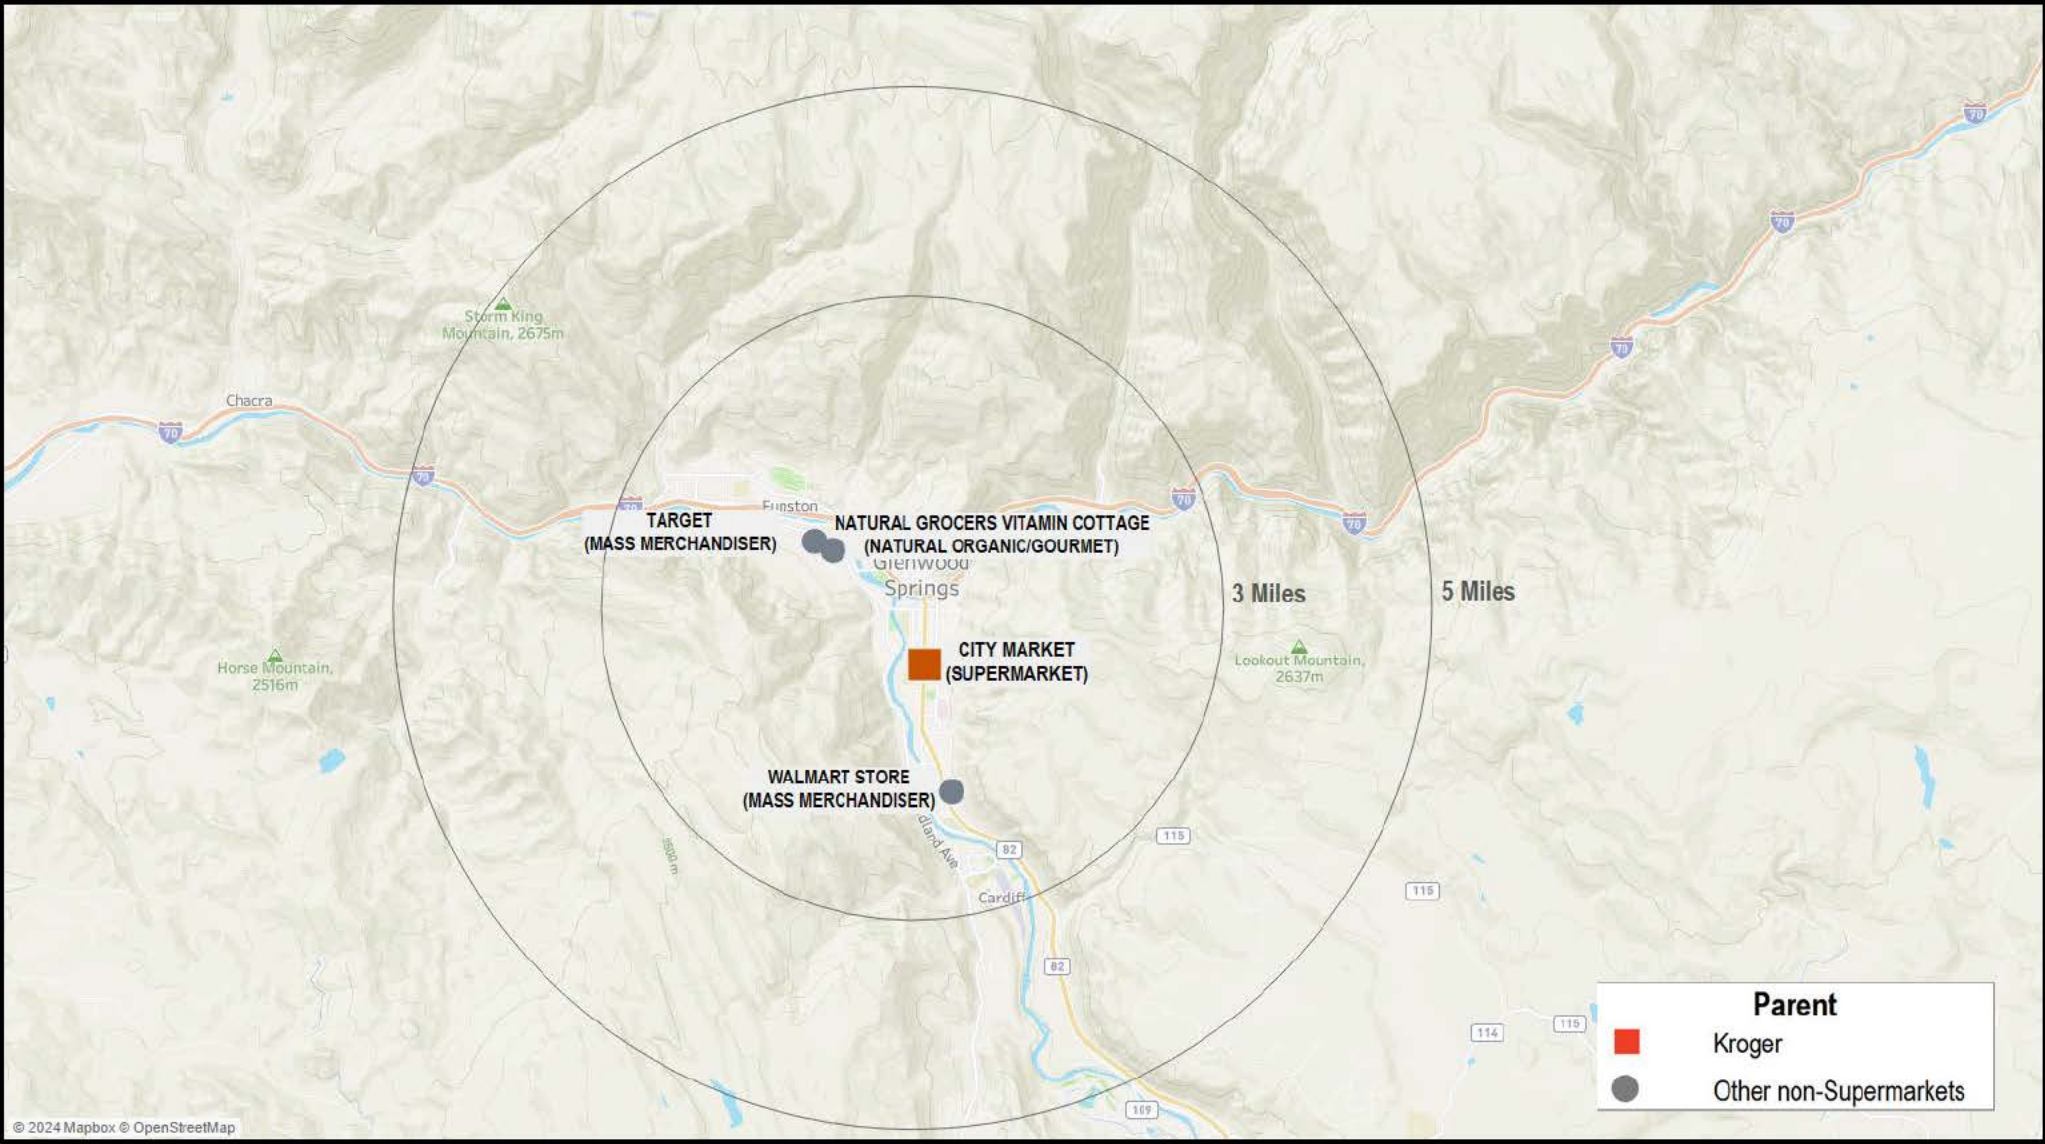 70
70
Storm King
Mountain, 2675m
70
Chacra
70
70
70
70
Funston
70
TARGET
(MASS MERCHANDISER)
NATURAL GROCERS VITAMIN COTTAGE
(NATURAL ORGANIC/GOURMET)
Glenwood
Springs
3 Miles
5 Miles
CITY MARKET
(SUPERMARKET)
Horse Mountain,
2516m
Lookout Mountain,
2637m
WALMART STORE
(MASS MERCHANDISER)
dland Ave
82
115
Cardiff
115
82
114
115
109
Parent
Kroger
Other non-Supermarkets
© 2024 Mapbox © OpenStreetMap